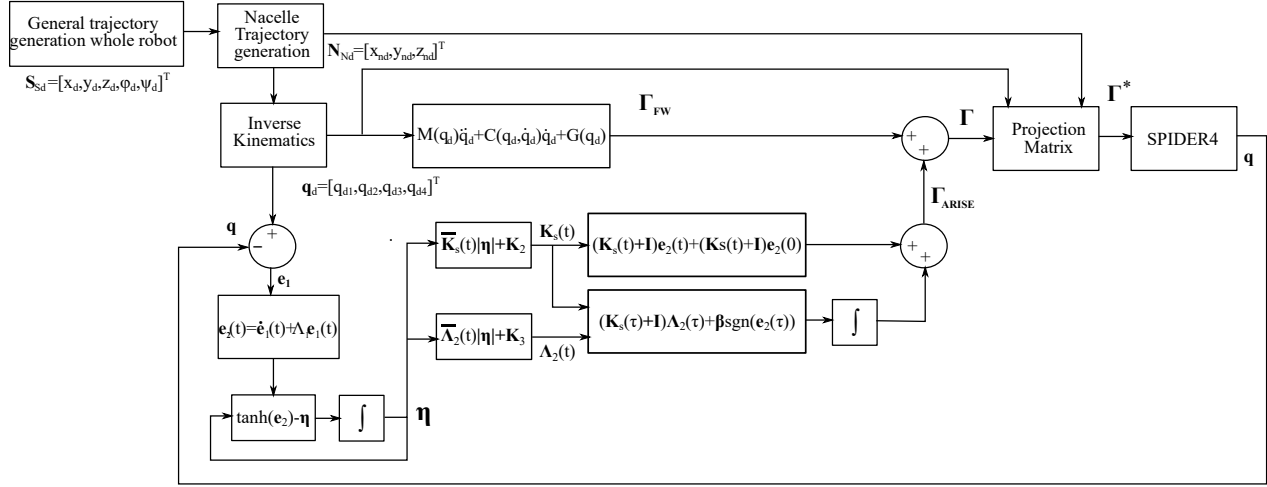 General trajectory
generation whole robot
S_Sd=[x_d,y_d,z_d,φ_d,ψ_d]^T
Nacelle
Trajectory
generation
N_Nd=[x_nd,y_nd,z_nd]^T
Inverse
Kinematics
q_d=[q_d1,q_d2,q_d3,q_d4]^T
M(q_d)q̈_d+C(q_d,q̇_d)q̇_d+G(q_d)
Γ_FW
+
+
Γ
Projection
Matrix
Γ^*
SPIDER4
q
Γ_ARISE
q
+
−
e_1
e_2(t)=ė_1(t)+Λ_1e_1(t)
tanh(e_2)-η
∫
η
K̅_s(t)|η|+K_2
K_s(t)
Λ̅_2(t)|η|+K_3
Λ_2(t)
(K_s(t)+I)e_2(t)+(Ks(t)+I)e_2(0)
(K_s(τ)+I)Λ_2(τ)+βsgn(e_2(τ))
∫
+
+